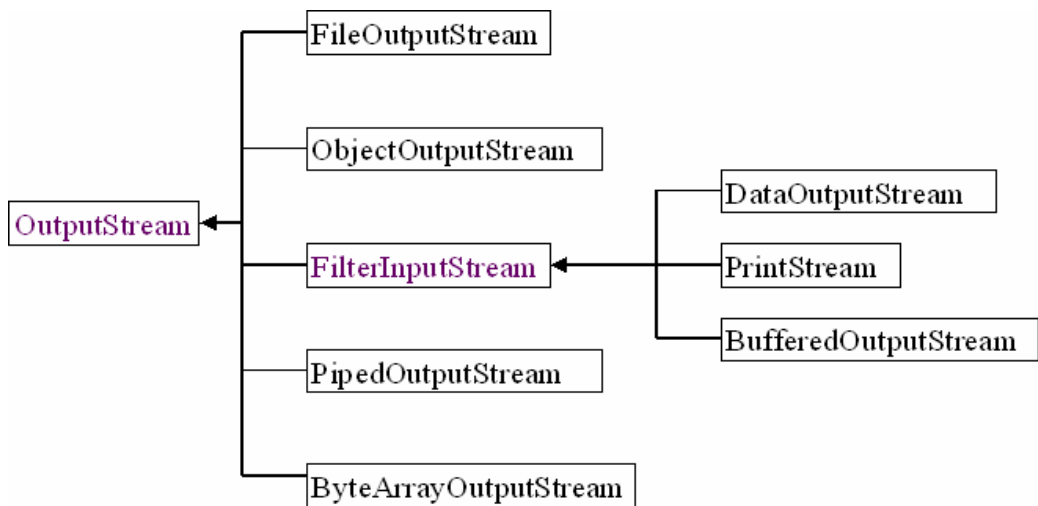 FileOutputStream
ObjectOutputStream
OutputStream
FilterInputStream
PipedOutputStream
ByteArrayOutputStream
DataOutputStream
PrintStream
BufferedOutputStream